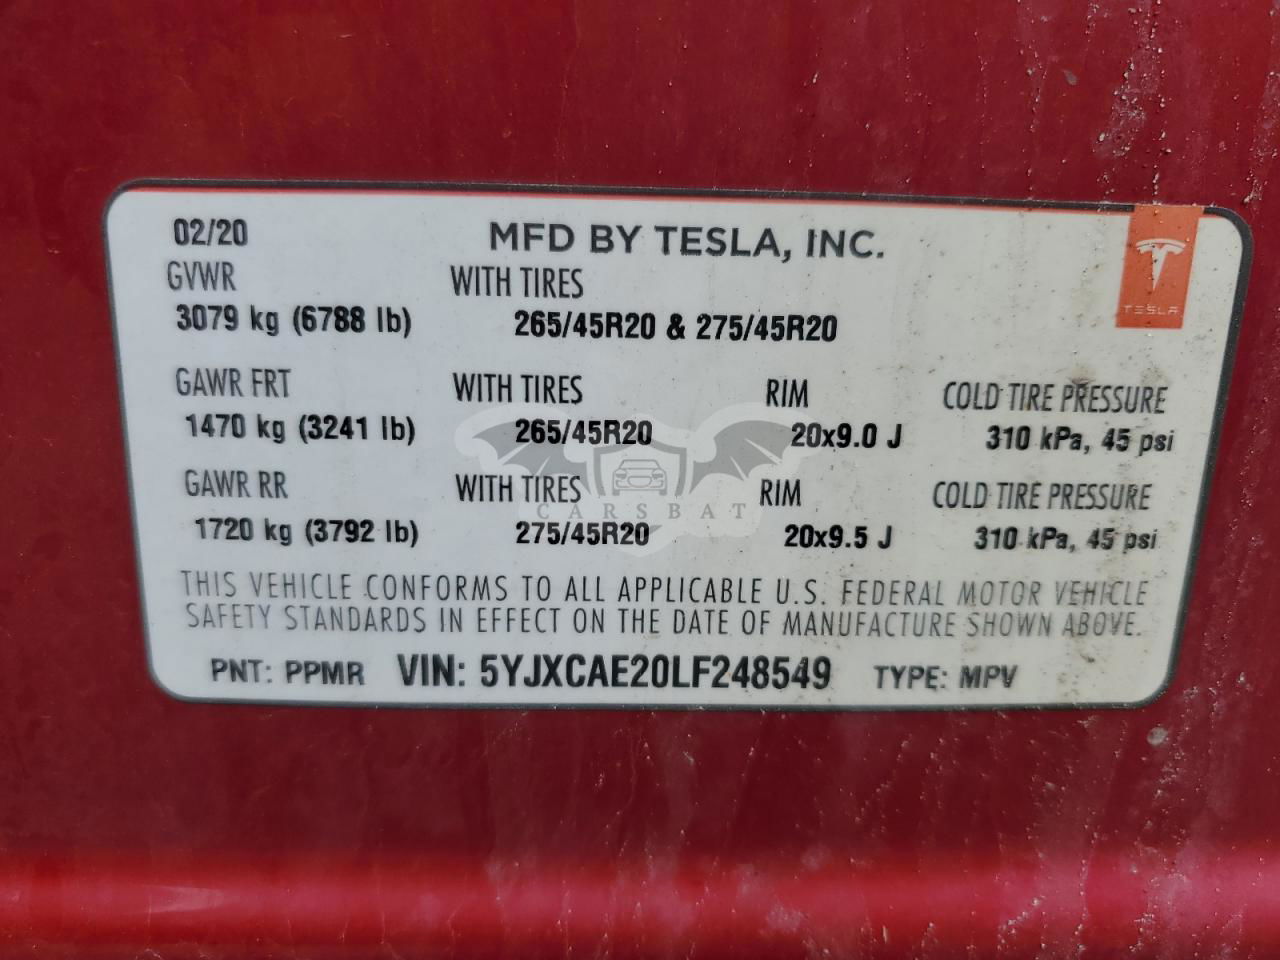 02/20 MFD BY TESLA, INC.
GVWR WITH TIRES
3079 kg (6788 lb) 265/45R20 & 275/45R20
TESLA
GAWR FRT WITH TIRES RIM COLD TIRE PRESSURE
1470 kg (3241 lb) 265/45R20 20x9.0 J 310 kPa, 45 psi
GAWR RR WITH TIRES RIM COLD TIRE PRESSURE
CARSBAT
1720 kg (3792 lb) 275/45R20 20x9.5 J 310 kPa, 45 psi
THIS VEHICLE CONFORMS TO ALL APPLICABLE U.S. FEDERAL MOTOR VEHICLE
SAFETY STANDARDS IN EFFECT ON THE DATE OF MANUFACTURE SHOWN ABOVE.
PNT: PPMR VIN: 5YJXCAE20LF248549 TYPE: MPV